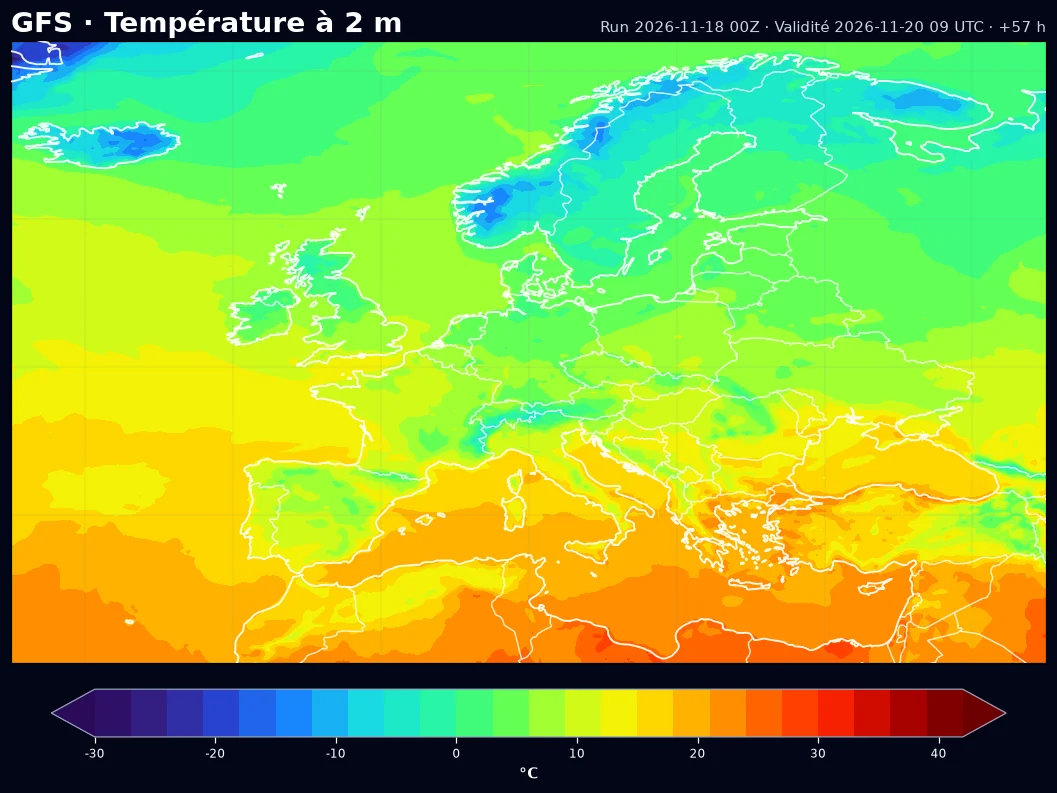 GFS · Température à 2 m
Run 2026-11-18 00Z · Validité 2026-11-20 09 UTC · +57 h
-30 -20 -10 0 10 20 30 40
°C